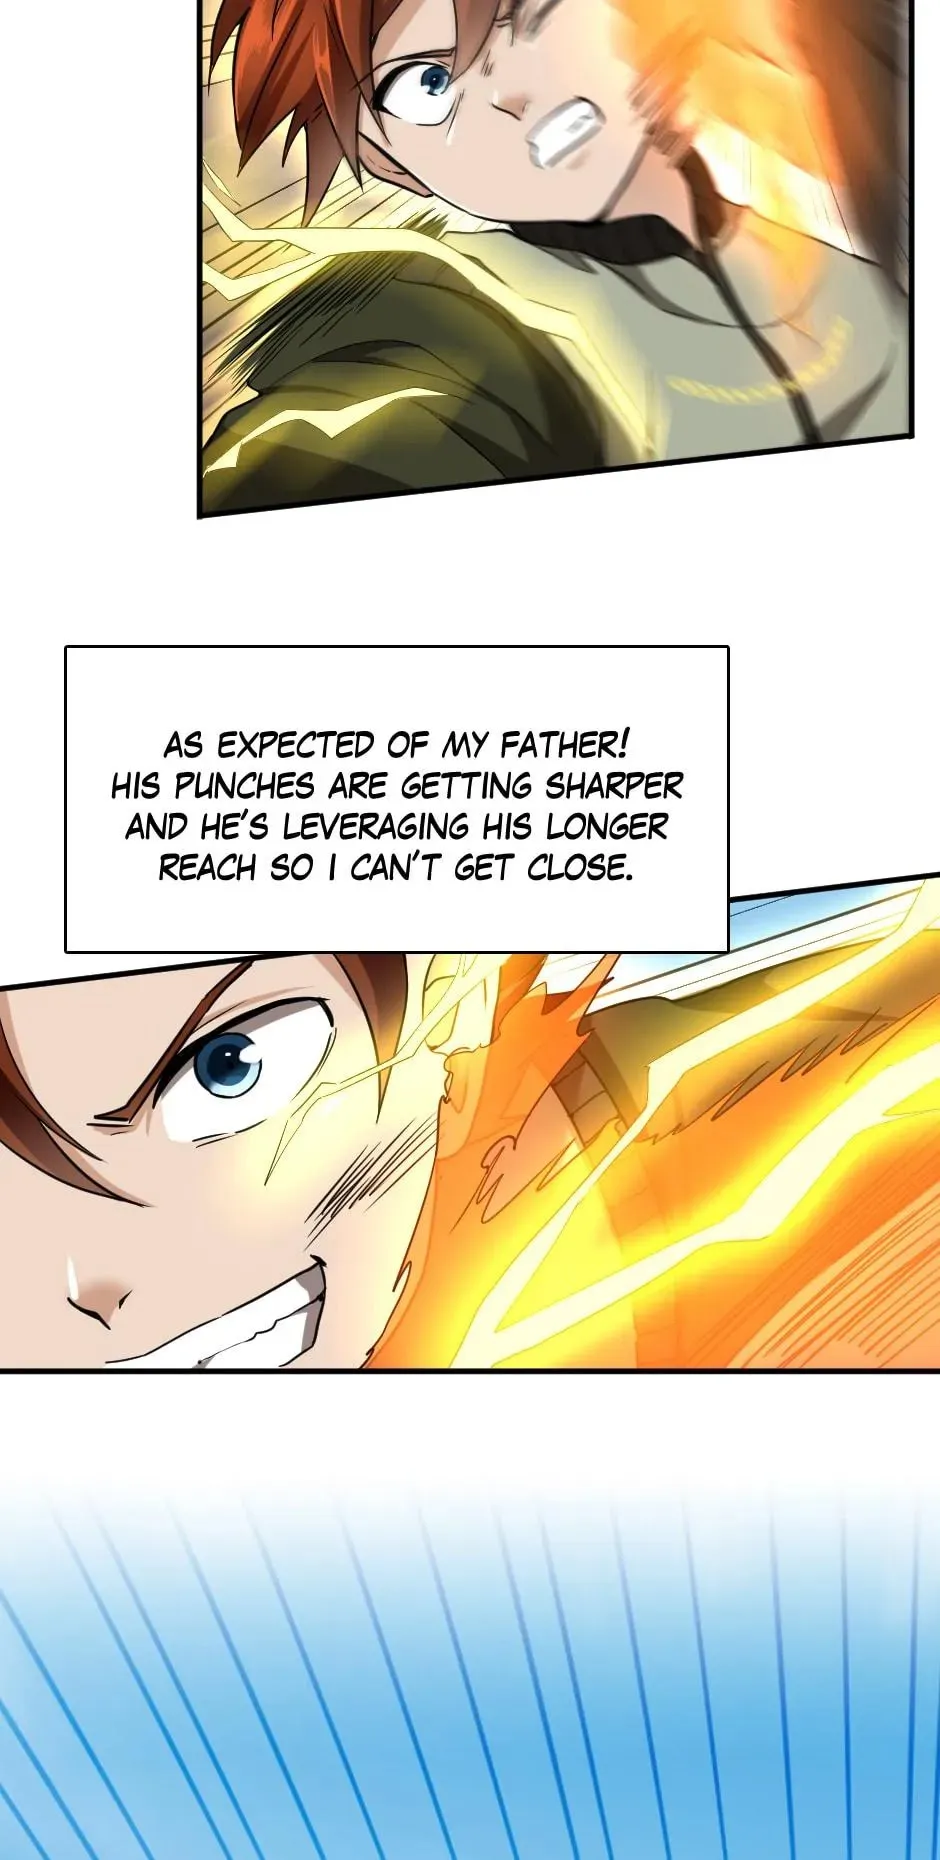 AS EXPECTED OF MY FATHER!
HIS PUNCHES ARE GETTING SHARPER
AND HE'S LEVERAGING HIS LONGER
REACH SO I CAN'T GET CLOSE.